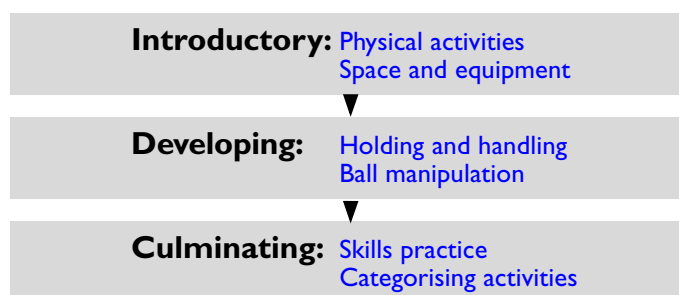 Introductory: Physical activities
Space and equipment
Developing: Holding and handling
Ball manipulation
Culminating: Skills practice
Categorising activities